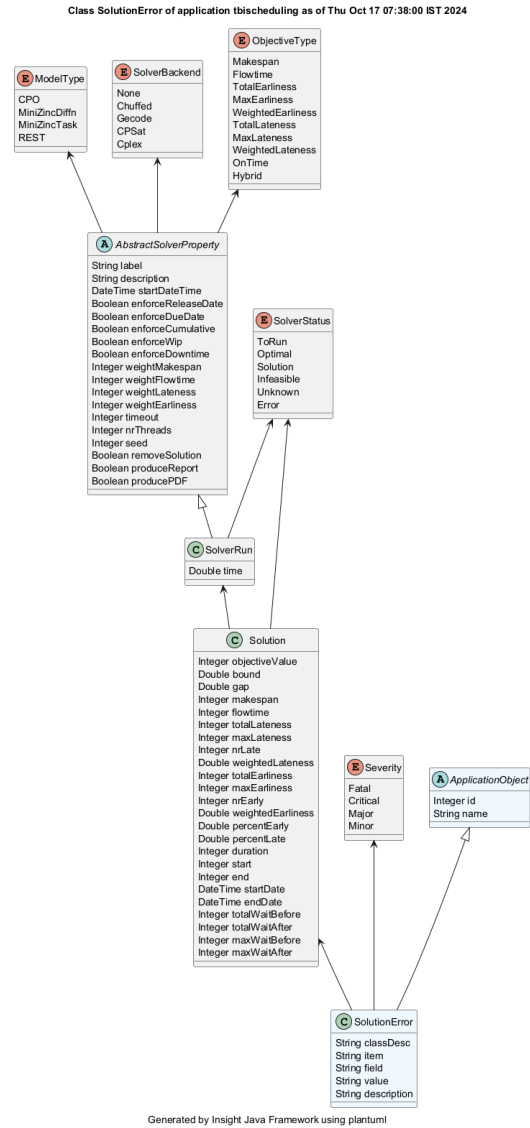 Class SolutionError of application tbischeduling as of Thu Oct 17 07:38:00 IST 2024
E ModelType
CPO
MiniZincDiffn
MiniZincTask
REST
E SolverBackend
None
Chuffed
Gecode
CPSat
Cplex
E ObjectiveType
Makespan
Flowtime
TotalEarliness
MaxEarliness
WeightedEarliness
TotalLateness
MaxLateness
WeightedLateness
OnTime
Hybrid
A AbstractSolverProperty
String label
String description
DateTime startDateTime
Boolean enforceReleaseDate
Boolean enforceDueDate
Boolean enforceCumulative
Boolean enforceWip
Boolean enforceDowntime
Integer weightMakespan
Integer weightFlowtime
Integer weightLateness
Integer weightEarliness
Integer timeout
Integer nrThreads
Integer seed
Boolean removeSolution
Boolean produceReport
Boolean producePDF
E SolverStatus
ToRun
Optimal
Solution
Infeasible
Unknown
Error
C SolverRun
Double time
C Solution
Integer objectiveValue
Double bound
Double gap
Integer makespan
Integer flowtime
Integer totalLateness
Integer maxLateness
Integer nrLate
Double weightedLateness
Integer totalEarliness
Integer maxEarliness
Integer nrEarly
Double weightedEarliness
Double percentEarly
Double percentLate
Integer duration
Integer start
Integer end
DateTime startDate
DateTime endDate
Integer totalWaitBefore
Integer totalWaitAfter
Integer maxWaitBefore
Integer maxWaitAfter
E Severity
Fatal
Critical
Major
Minor
A ApplicationObject
Integer id
String name
C SolutionError
String classDesc
String item
String field
String value
String description
Generated by Insight Java Framework using plantuml